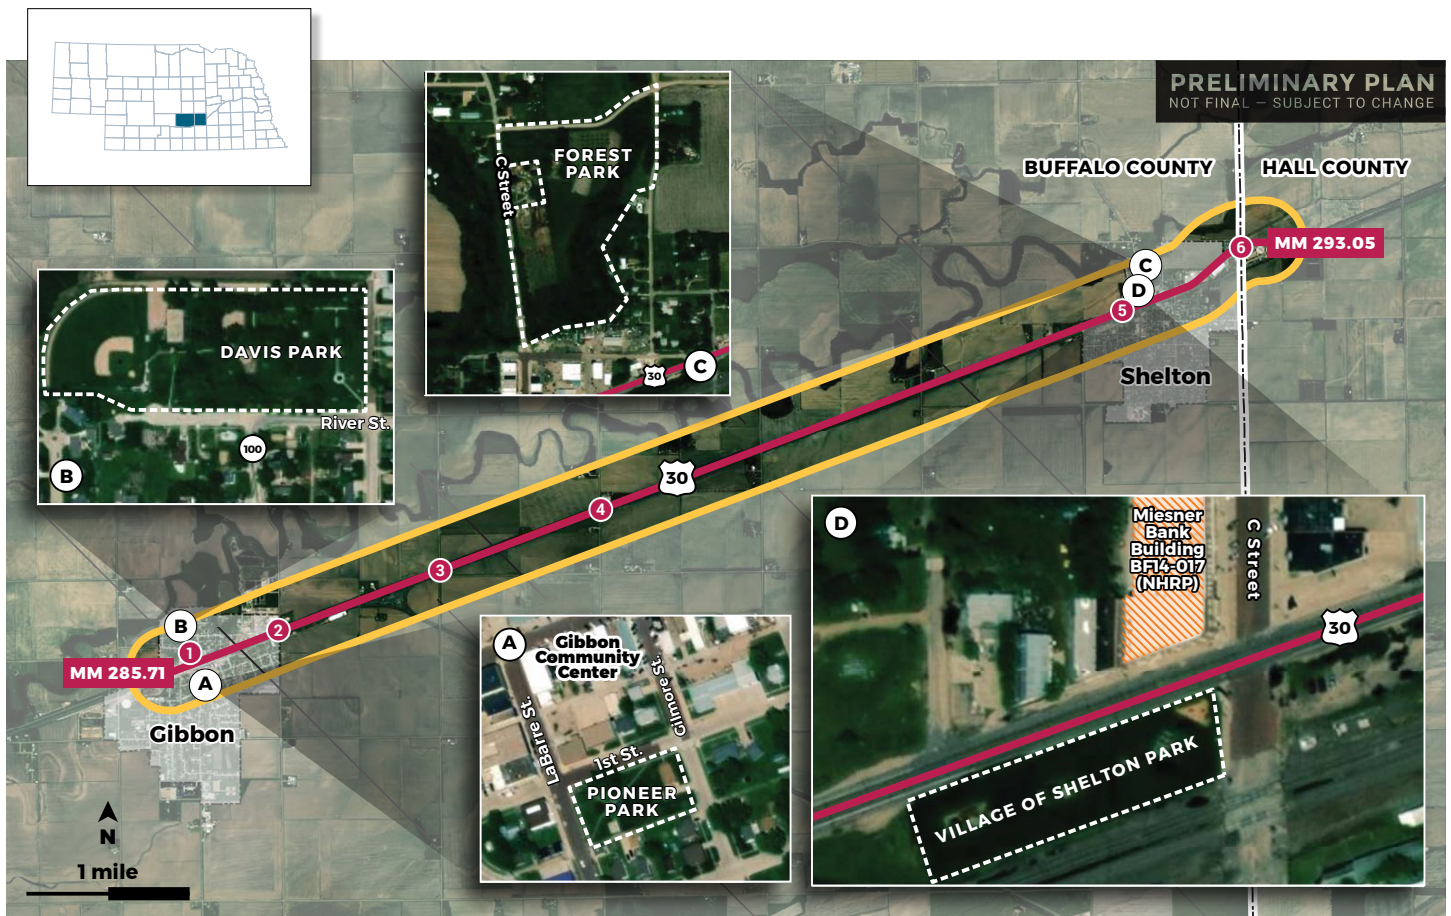 PRELIMINARY PLAN
NOT FINAL — SUBJECT TO CHANGE
BUFFALO COUNTY
HALL COUNTY
FOREST
PARK
C Street
30
C
C
D
6
MM 293.05
5
Shelton
DAVIS PARK
River St.
100
B
30
4
3
2
B
1
MM 285.71
A
Gibbon
N
1 mile
A
Gibbon
Community
Center
LaBarre St.
Gilmore St.
1st St.
PIONEER
PARK
D
Miesner
Bank
Building
BF14-017
(NHRP)
C Street
30
VILLAGE OF SHELTON PARK